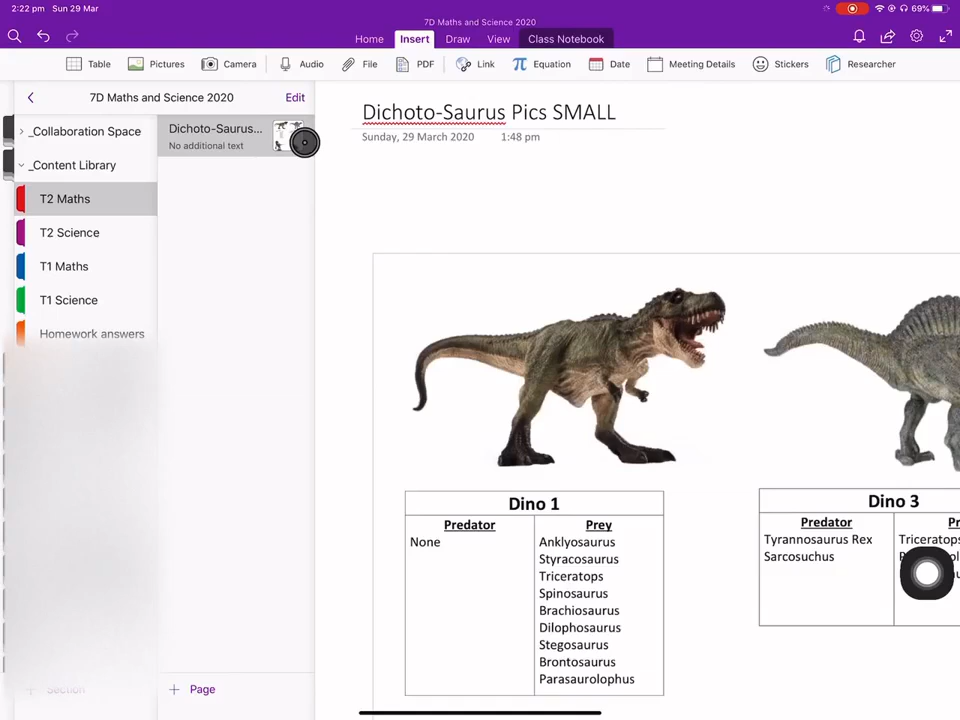 2:22 pm Sun 29 Mar
69%
7D Maths and Science 2020
Home Insert Draw View Class Notebook
Table Pictures Camera Audio File PDF Link Equation Date Meeting Details Stickers Researcher
7D Maths and Science 2020 Edit
_Collaboration Space
_Content Library
T2 Maths
T2 Science
T1 Maths
T1 Science
Homework answers
Section
Dichoto-Saurus...
No additional text
Page
Dichoto-Saurus Pics SMALL
Sunday, 29 March 2020 1:48 pm
Dino 1
Predator Prey
None Anklyosaurus
Styracosaurus
Triceratops
Spinosaurus
Brachiosaurus
Dilophosaurus
Stegosaurus
Brontosaurus
Parasaurolophus
Dino 3
Predator Pr
Tyrannosaurus Rex Triceratops
Sarcosuchus